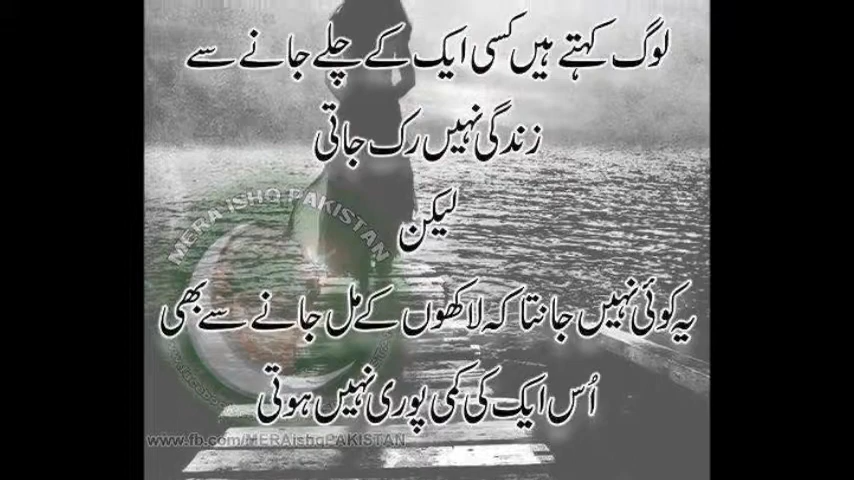 لوگ کہتے ہیں کسی ایک کے چلے جانے سے
زندگی نہیں رک جاتی
لیکن
یہ کوئی نہیں جانتا کہ لاکھوں کے مل جانے سے بھی
اُس ایک کی کمی پوری نہیں ہوتی
MERA ISHQ PAKISTAN
www.fb.com/MERAishqPAKISTAN